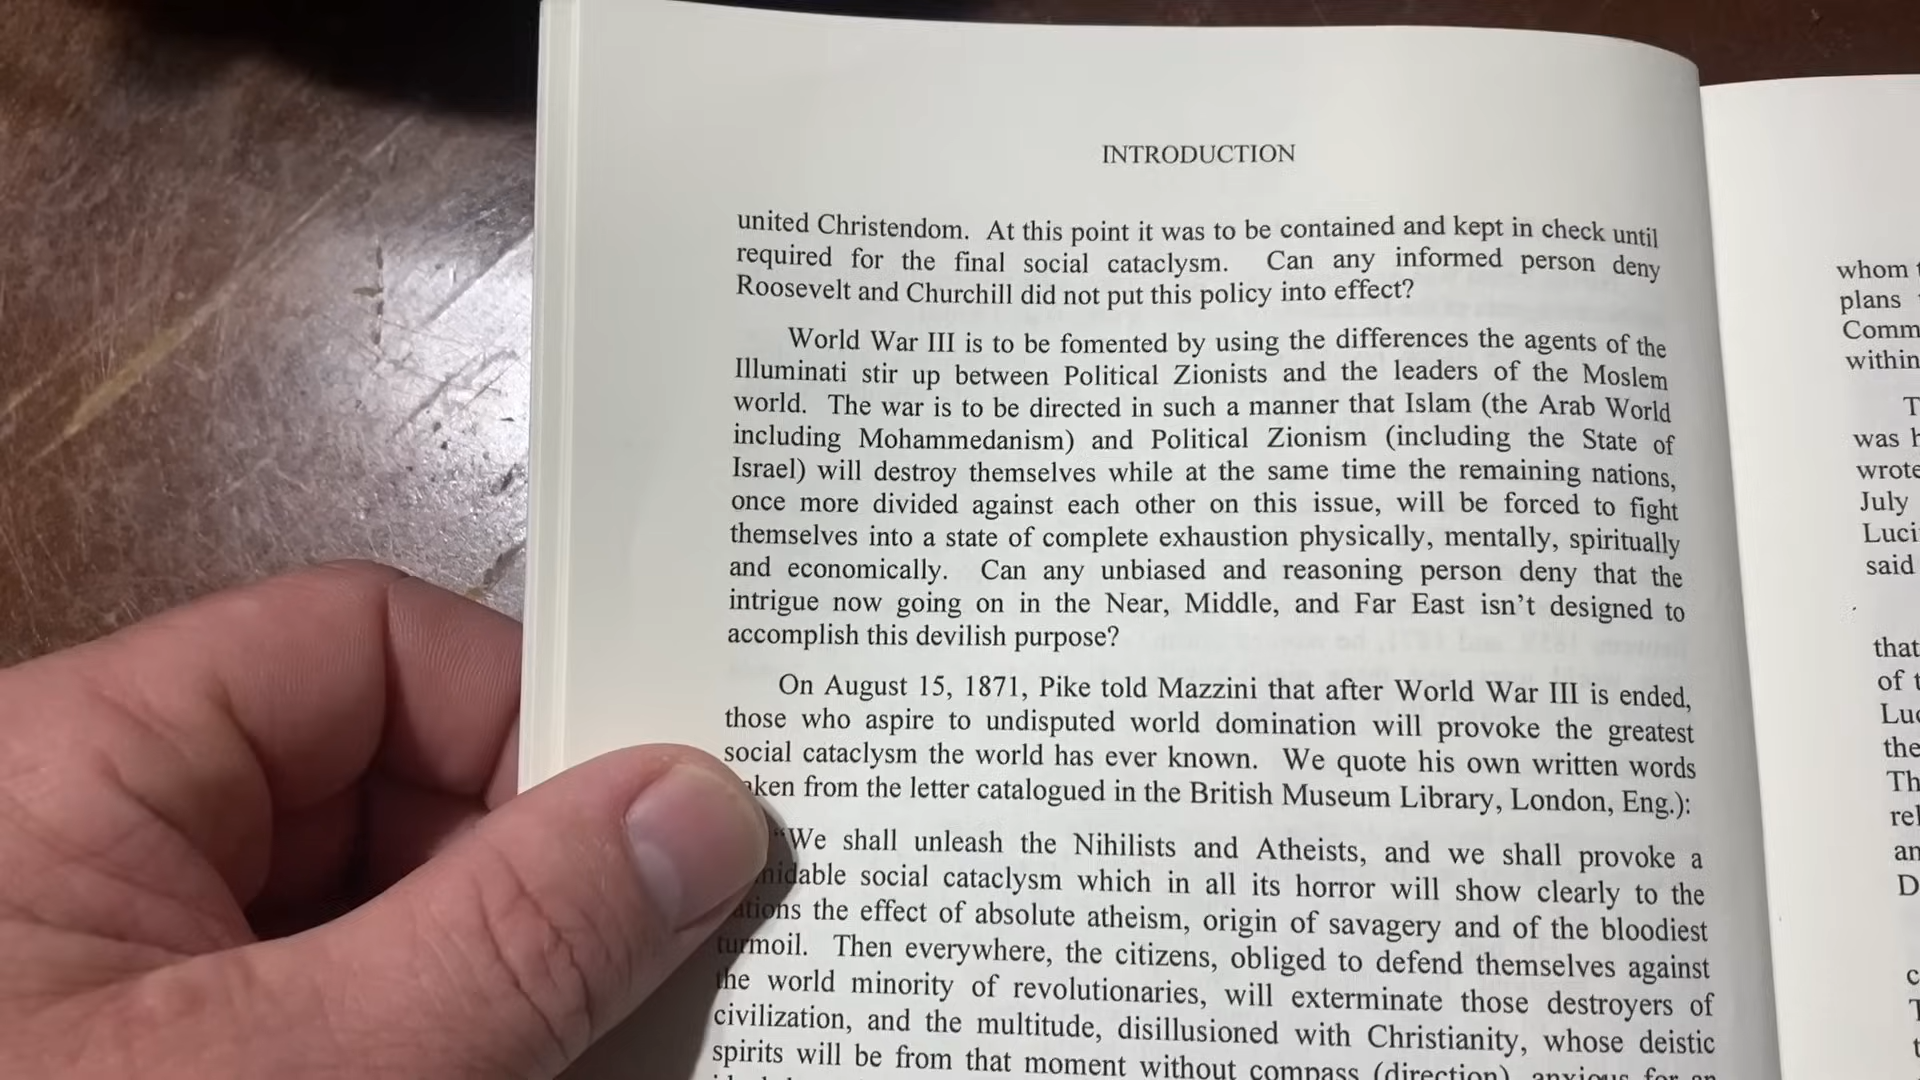 INTRODUCTION
united Christendom. At this point it was to be contained and kept in check until
required for the final social cataclysm. Can any informed person deny
Roosevelt and Churchill did not put this policy into effect?
World War III is to be fomented by using the differences the agents of the
Illuminati stir up between Political Zionists and the leaders of the Moslem
world. The war is to be directed in such a manner that Islam (the Arab World
including Mohammedanism) and Political Zionism (including the State of
Israel) will destroy themselves while at the same time the remaining nations,
once more divided against each other on this issue, will be forced to fight
themselves into a state of complete exhaustion physically, mentally, spiritually
and economically. Can any unbiased and reasoning person deny that the
intrigue now going on in the Near, Middle, and Far East isn't designed to
accomplish this devilish purpose?
On August 15, 1871, Pike told Mazzini that after World War III is ended,
those who aspire to undisputed world domination will provoke the greatest
social cataclysm the world has ever known. We quote his own written words
from the letter catalogued in the British Museum Library, London, Eng.):
"We shall unleash the Nihilists and Atheists, and we shall provoke a
social cataclysm which in all its horror will show clearly to the
the effect of absolute atheism, origin of savagery and of the bloodiest
turmoil. Then everywhere, the citizens, obliged to defend themselves against
the world minority of revolutionaries, will exterminate those destroyers of
civilization, and the multitude, disillusioned with Christianity, whose deistic
spirits will be from that moment without compass (direction), anxious for an
whom
plans
within
was
wrote
July
said
that
of
the